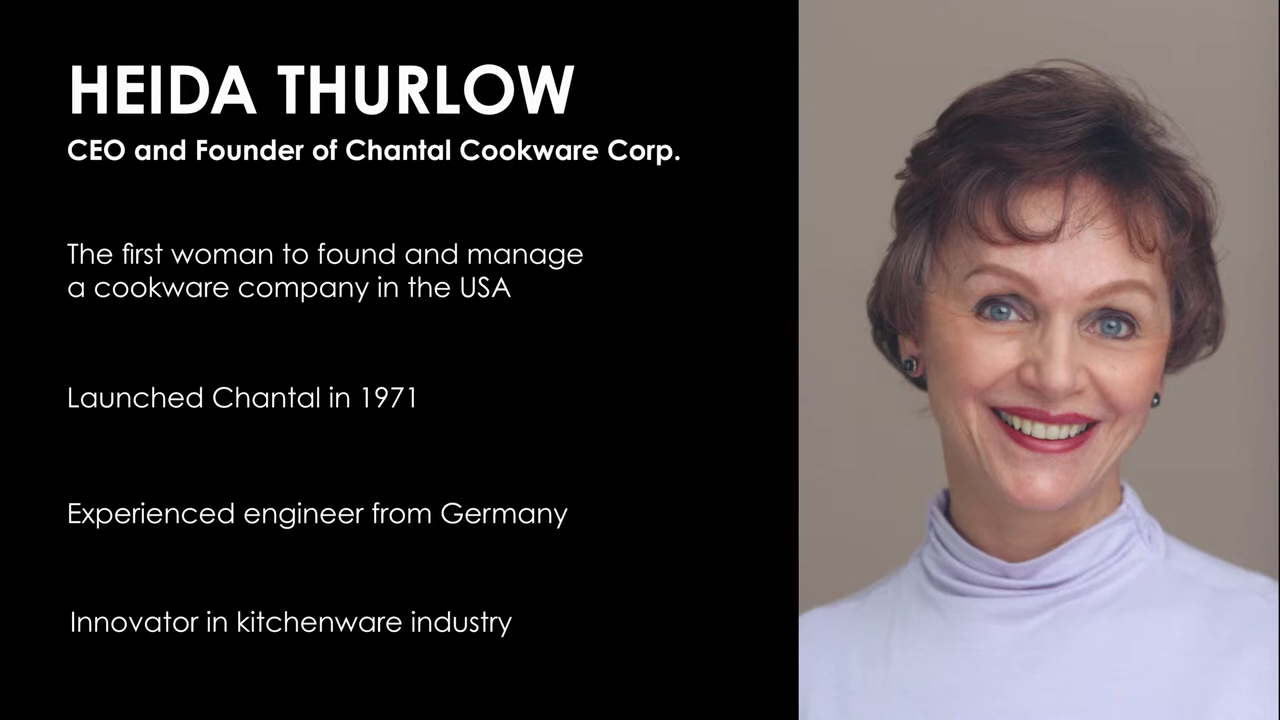 HEIDA THURLOW
CEO and Founder of Chantal Cookware Corp.
The first woman to found and manage
a cookware company in the USA
Launched Chantal in 1971
Experienced engineer from Germany
Innovator in kitchenware industry